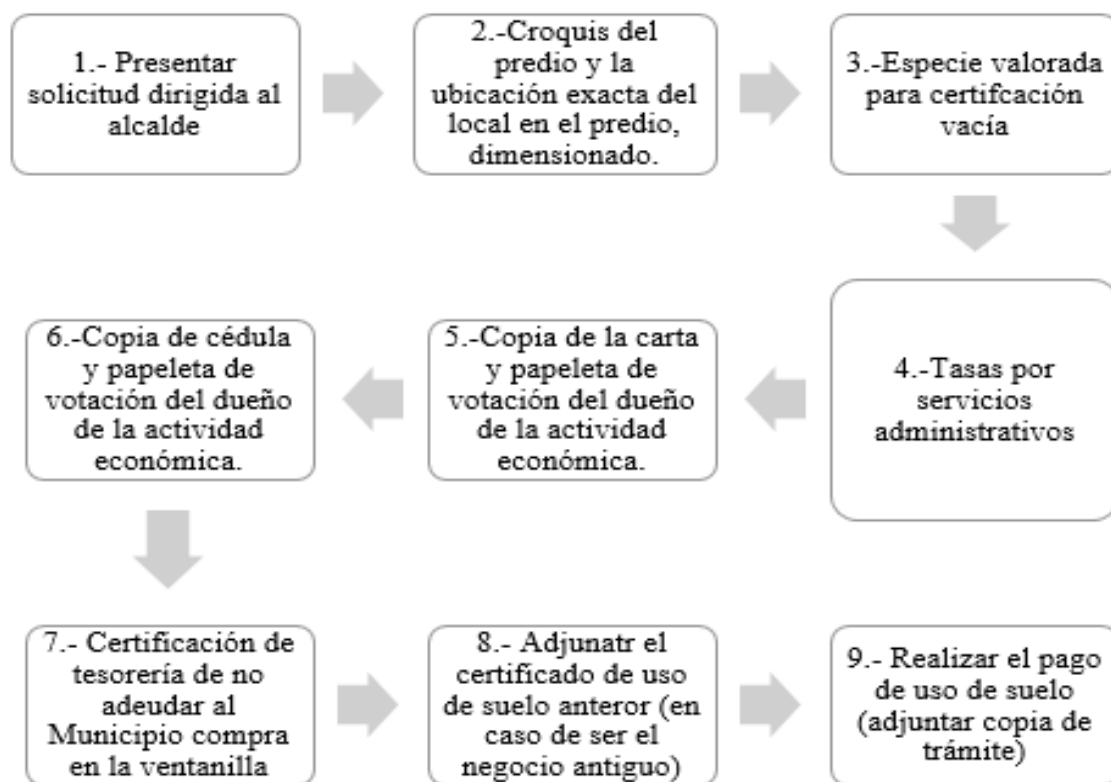 1.- Presentar
solicitud dirigida al
alcalde
2.-Croquis del
predio y la
ubicación exacta del
local en el predio,
dimensionado.
3.-Especie valorada
para certifcación
vacía
4.-Tasas por
servicios
administrativos
5.-Copia de la carta
y papeleta de
votación del dueño
de la actividad
económica.
6.-Copia de cédula
y papeleta de
votación del dueño
de la actividad
económica.
7.- Certificación de
tesorería de no
adeudar al
Municipio compra
en la ventanilla
8.- Adjunatr el
certificado de uso
de suelo anteror (en
caso de ser el
negocio antiguo)
9.- Realizar el pago
de uso de suelo
(adjuntar copia de
trámite)